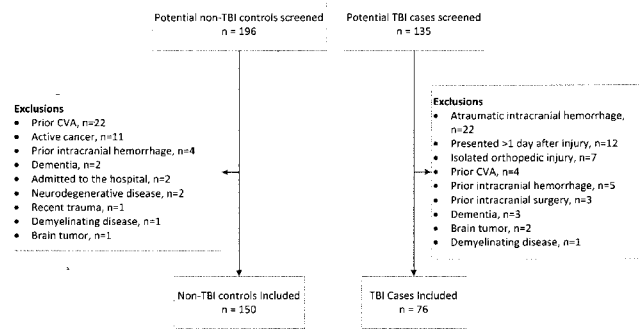 Potential non-TBI controls screened
n = 196
Potential TBI cases screened
n = 135
Exclusions
• Prior CVA, n=22
• Active cancer, n=11
• Prior intracranial hemorrhage, n=4
• Dementia, n=2
• Admitted to the hospital, n=2
• Neurodegenerative disease, n=2
• Recent trauma, n=1
• Demyelinating disease, n=1
• Brain tumor, n=1
Exclusions
• Atraumatic intracranial hemorrhage,
n=22
• Presented >1 day after injury, n=12
• Isolated orthopedic injury, n=7
• Prior CVA, n=4
• Prior intracranial hemorrhage, n=5
• Prior intracranial surgery, n=3
• Dementia, n=3
• Brain tumor, n=2
• Demyelinating disease, n=1
Non-TBI controls Included
n = 150
TBI Cases Included
n = 76